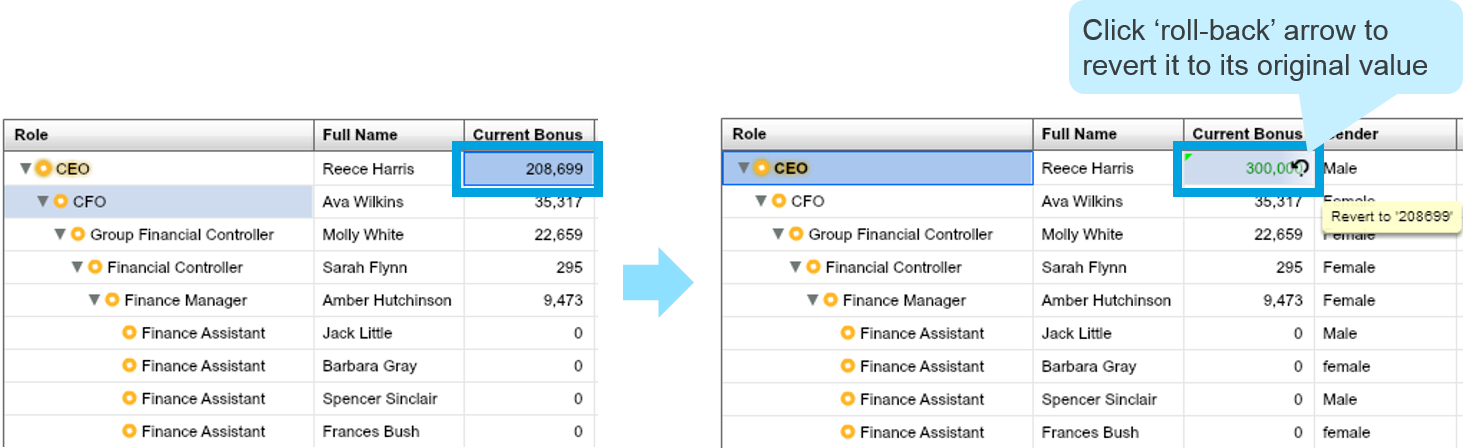 Click ‘roll-back’ arrow to
revert it to its original value
Role Full Name Current Bonus
CEO Reece Harris 208,699
CFO Ava Wilkins 35,317
Group Financial Controller Molly White 22,659
Financial Controller Sarah Flynn 295
Finance Manager Amber Hutchinson 9,473
Finance Assistant Jack Little 0
Finance Assistant Barbara Gray 0
Finance Assistant Spencer Sinclair 0
Finance Assistant Frances Bush 0
Role Full Name Current Bonus Gender
CEO Reece Harris 300,000 Male
CFO Ava Wilkins 35,317 Female
Revert to '208699'
Group Financial Controller Molly White 22,659 Female
Financial Controller Sarah Flynn 295 Female
Finance Manager Amber Hutchinson 9,473 Female
Finance Assistant Jack Little 0 Male
Finance Assistant Barbara Gray 0 female
Finance Assistant Spencer Sinclair 0 Male
Finance Assistant Frances Bush 0 female